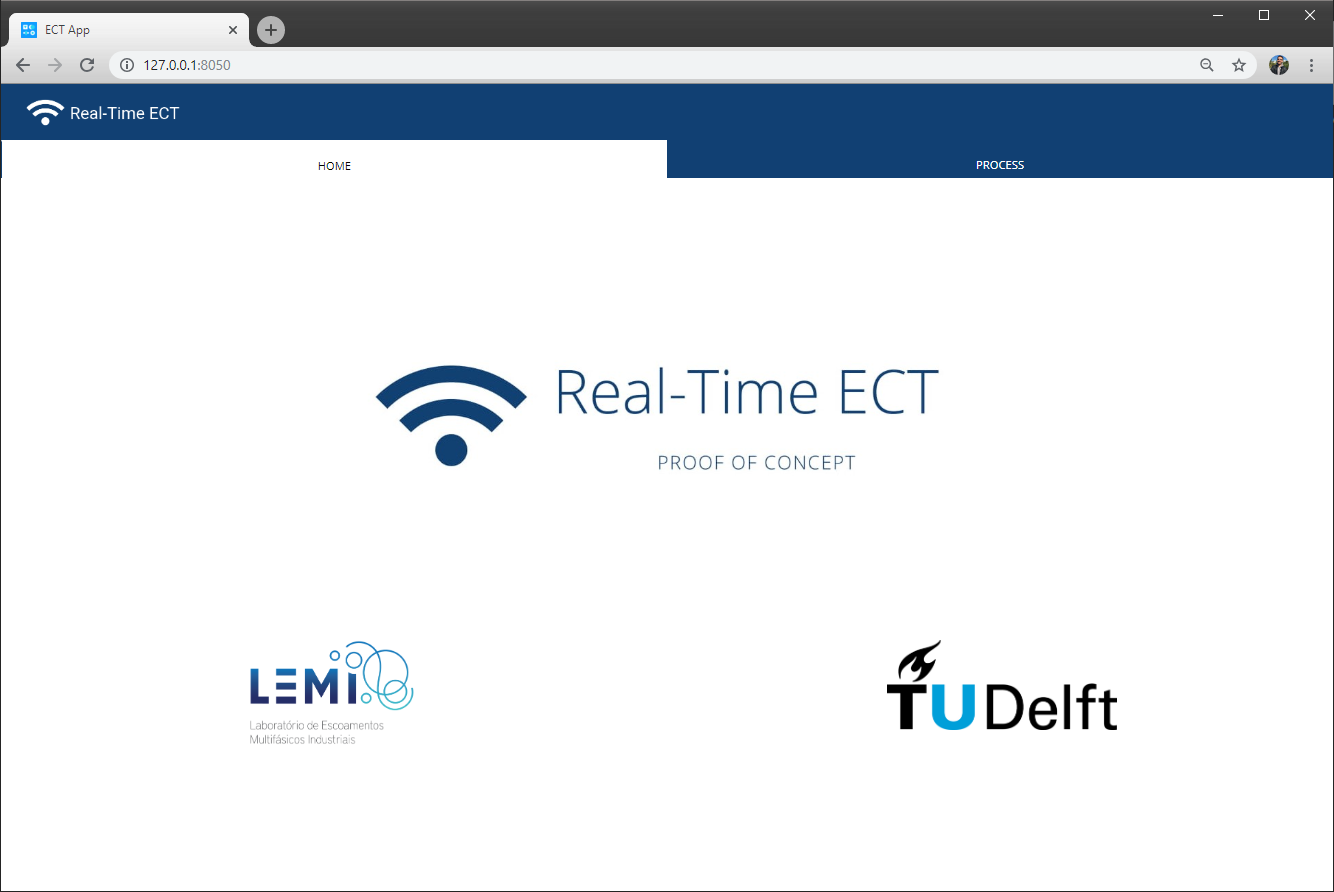 ECT App
127.0.0.1:8050
Real-Time ECT
HOME
PROCESS
Real-Time ECT
PROOF OF CONCEPT
LEMI
Laboratório de Escoamentos
Multifásicos Industriais
TU Delft